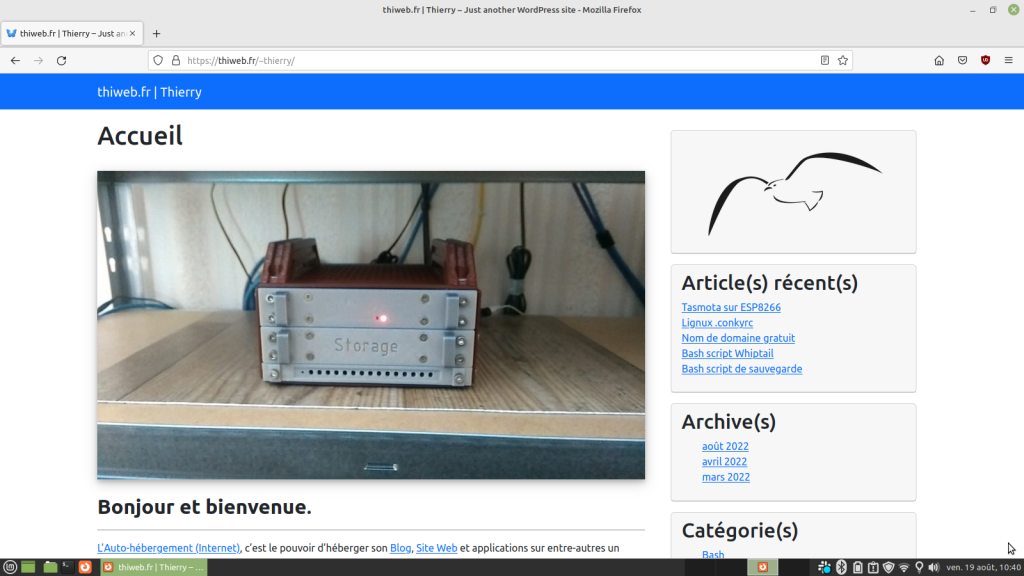 thiweb.fr | Thierry – Just another WordPress site - Mozilla Firefox
thiweb.fr | Thierry – Just an
https://thiweb.fr/~thierry/
thiweb.fr | Thierry
Accueil
Storage
Bonjour et bienvenue.
L'Auto-hébergement (Internet), c'est le pouvoir d'héberger son Blog, Site Web et applications sur entre-autres un
Article(s) récent(s)
Tasmota sur ESP8266
Lignux .conkyrc
Nom de domaine gratuit
Bash script Whiptail
Bash script de sauvegarde
Archive(s)
août 2022
avril 2022
mars 2022
Catégorie(s)
Bash
thiweb.fr | Thierry – ...
ven. 19 août, 10:40